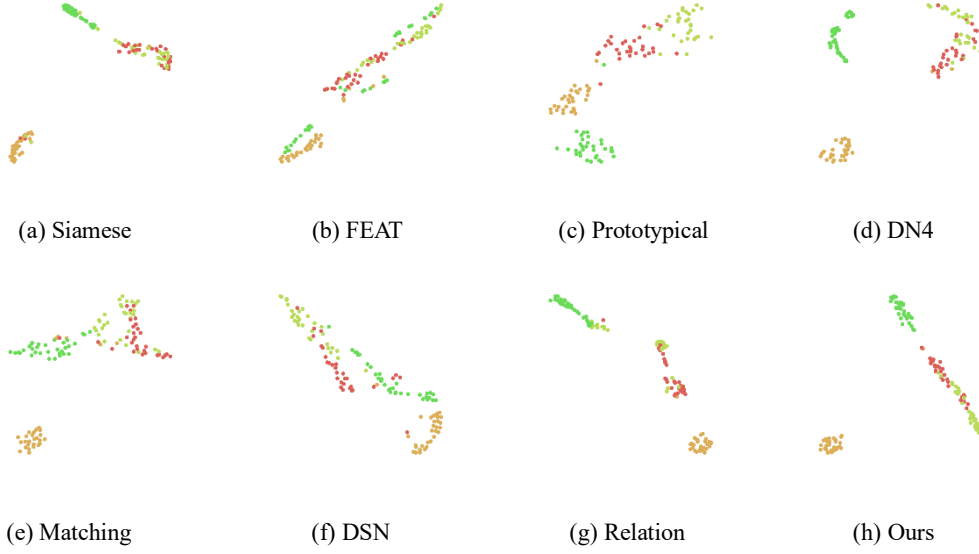 (a) Siamese (b) FEAT (c) Prototypical (d) DN4
(e) Matching (f) DSN (g) Relation (h) Ours